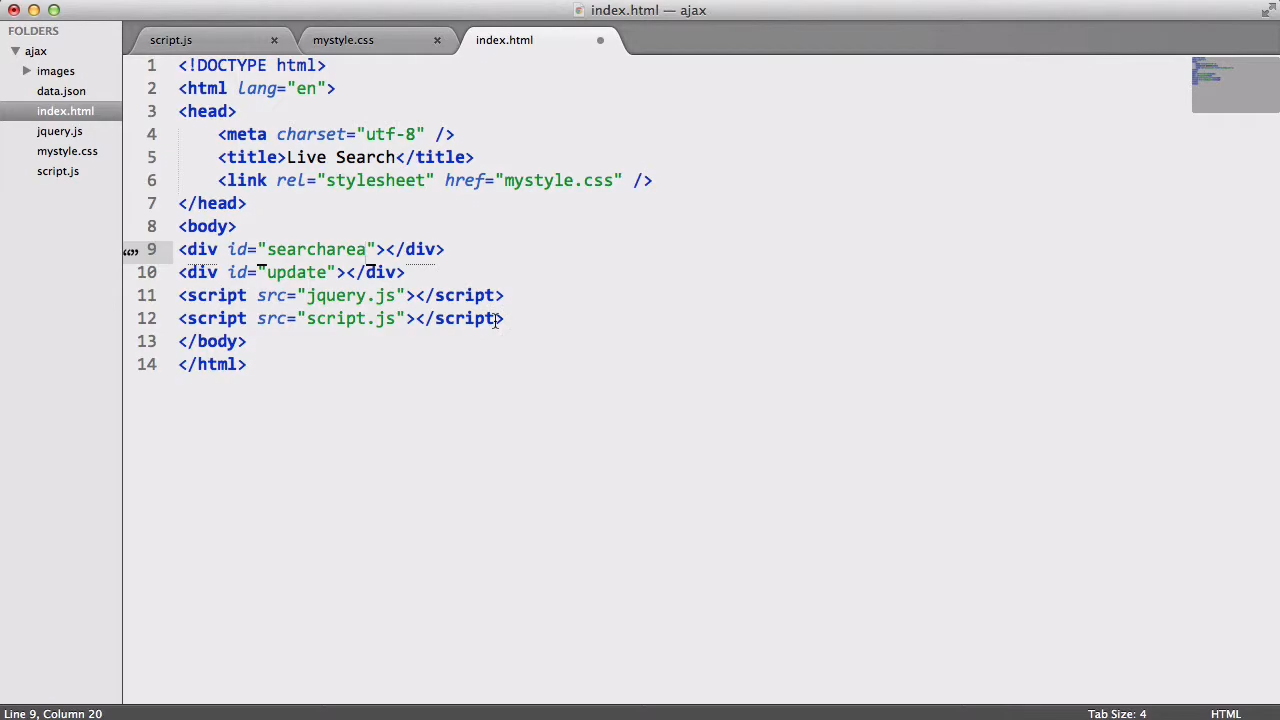 index.html — ajax
FOLDERS
ajax
images
data.json
index.html
jquery.js
mystyle.css
script.js
script.js × mystyle.css × index.html
1 <!DOCTYPE html>
2 <html lang="en">
3 <head>
4 <meta charset="utf-8" />
5 <title>Live Search</title>
6 <link rel="stylesheet" href="mystyle.css" />
7 </head>
8 <body>
9 <div id="searcharea"></div>
10 <div id="update"></div>
11 <script src="jquery.js"></script>
12 <script src="script.js"></script>
13 </body>
14 </html>
Line 9, Column 20 Tab Size: 4 HTML